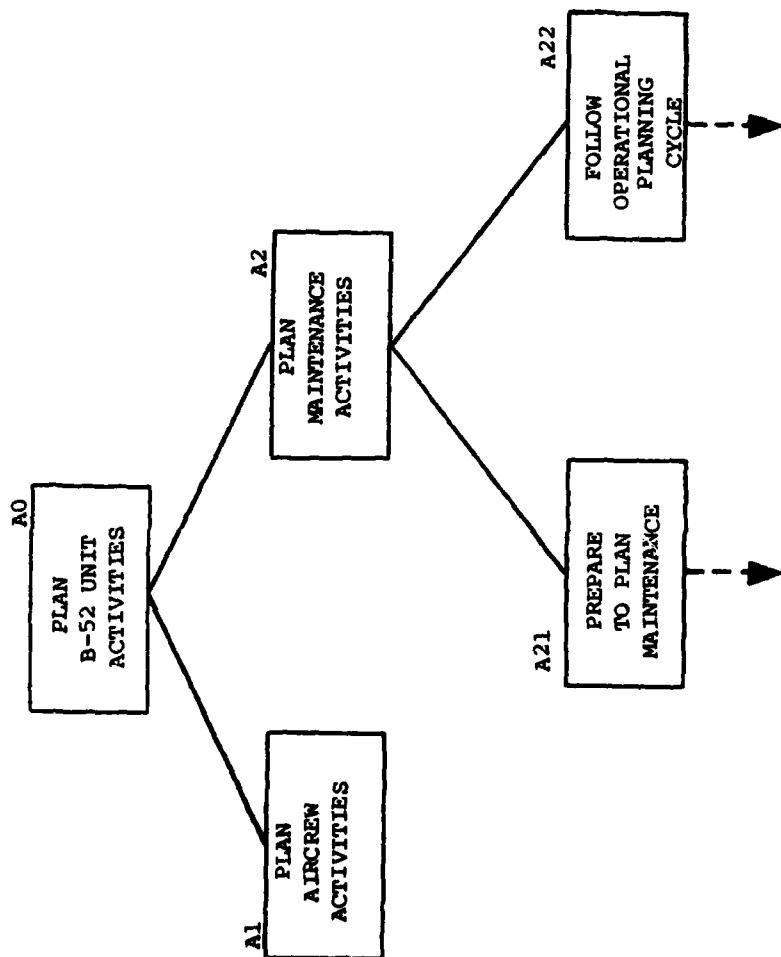 A0
PLAN
B-52 UNIT
ACTIVITIES
A1
PLAN
AIRCREW
ACTIVITIES
A2
PLAN
MAINTENANCE
ACTIVITIES
A21
PREPARE
TO PLAN
MAINTENANCE
A22
FOLLOW
OPERATIONAL
PLANNING
CYCLE